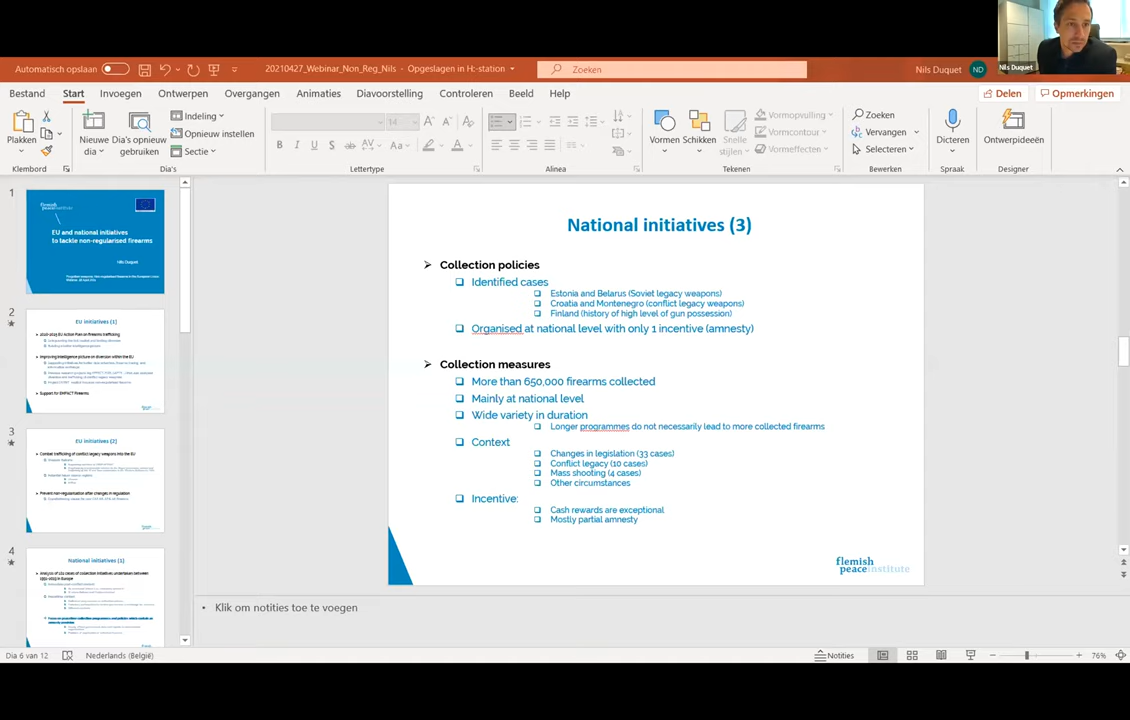 Automatisch opslaan
20210427_Webinar_Non_Reg_Nils - Opgeslagen in H:-station
Zoeken
Nils Duquet
ND
Nils Duquet
Bestand
Start
Invoegen
Ontwerpen
Overgangen
Animaties
Diavoorstelling
Controleren
Beeld
Help
Delen
Opmerkingen
Plakken
Nieuwe dia
Dia's opnieuw gebruiken
Indeling
Opnieuw instellen
Sectie
14
Vormen
Schikken
Snelle stijlen
Vormopvulling
Vormcontour
Vormeffecten
Zoeken
Vervangen
Selecteren
Dicteren
Ontwerpideeën
Klembord
Dia's
Lettertype
Alinea
Tekenen
Bewerken
Spraak
Designer
1
flemish
peaceinstitute
EU and national initiatives
to tackle non-regularised firearms
Nils Duquet
2
EU initiatives (1)
3
EU initiatives (2)
4
National initiatives (1)
National initiatives (3)
Collection policies
Identified cases
Estonia and Belarus (Soviet legacy weapons)
Croatia and Montenegro (conflict legacy weapons)
Finland (history of high level of gun possession)
Organised at national level with only 1 incentive (amnesty)
Collection measures
More than 650,000 firearms collected
Mainly at national level
Wide variety in duration
Longer programmes do not necessarily lead to more collected firearms
Context
Changes in legislation (33 cases)
Conflict legacy (10 cases)
Mass shooting (4 cases)
Other circumstances
Incentive:
Cash rewards are exceptional
Mostly partial amnesty
flemish
peaceinstitute
Klik om notities toe te voegen
Dia 6 van 12
Nederlands (België)
Notities
76%